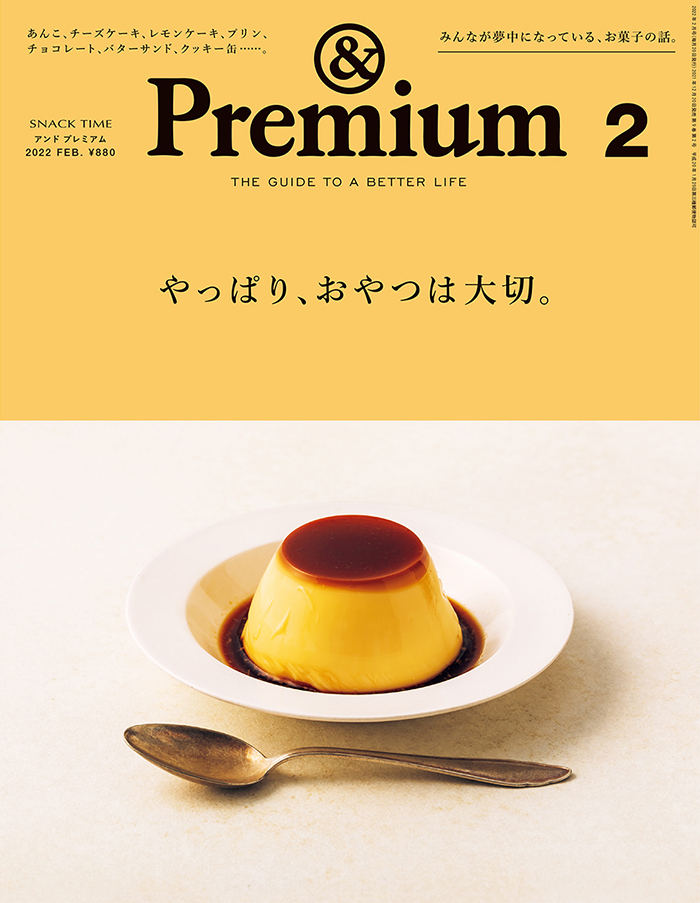 あんこ、チーズケーキ、レモンケーキ、プリン、
チョコレート、バターサンド、クッキー缶……。
みんなが夢中になっている、お菓子の話。
&
Premium 2
SNACK TIME
アンド プレミアム
2022 FEB. ¥880
THE GUIDE TO A BETTER LIFE
やっぱり、おやつは大切。